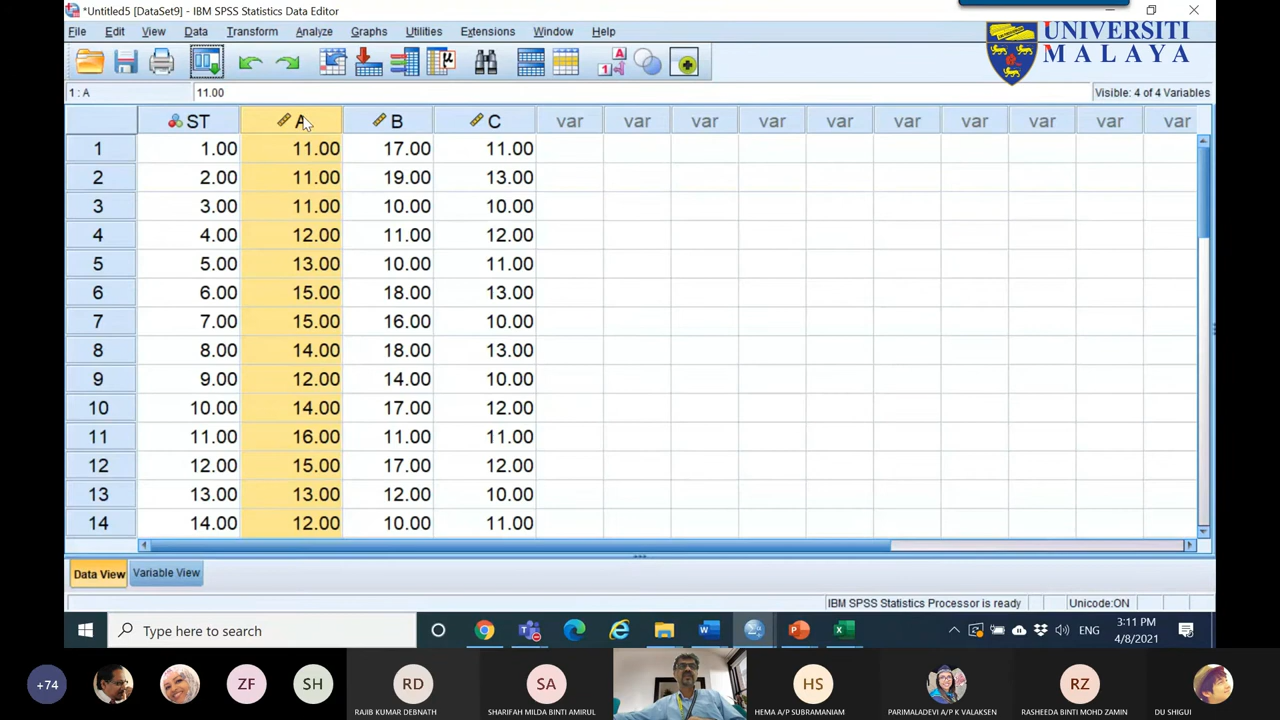 *Untitled5 [DataSet9] - IBM SPSS Statistics Data Editor
File Edit View Data Transform Analyze Graphs Utilities Extensions Window Help
UNIVERSITI
MALAYA
1 : A 11.00 Visible: 4 of 4 Variables
ST A B C var var var var var var var var var var
1 1.00 11.00 17.00 11.00
2 2.00 11.00 19.00 13.00
3 3.00 11.00 10.00 10.00
4 4.00 12.00 11.00 12.00
5 5.00 13.00 10.00 11.00
6 6.00 15.00 18.00 13.00
7 7.00 15.00 16.00 10.00
8 8.00 14.00 18.00 13.00
9 9.00 12.00 14.00 10.00
10 10.00 14.00 17.00 12.00
11 11.00 16.00 11.00 11.00
12 12.00 15.00 17.00 12.00
13 13.00 13.00 12.00 10.00
14 14.00 12.00 10.00 11.00
Data View Variable View
IBM SPSS Statistics Processor is ready Unicode:ON
Type here to search ENG 3:11 PM
4/8/2021
+74 ZF SH RD SA HS RZ
RAJIB KUMAR DEBNATH SHARIFAH MILDA BINTI AMIRUL HEMA A/P SUBRAMANIAM PARIMALADEVI A/P K VALAKSEN RASHEEDA BINTI MOHD ZAMIN DU SHIGUI